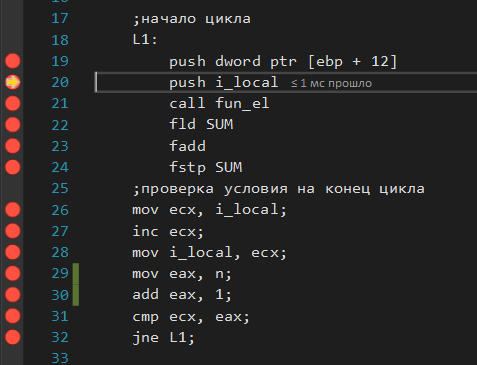 17 ;начало цикла
18 L1:
19 push dword ptr [ebp + 12]
20 push i_local ≤ 1 мс прошло
21 call fun_el
22 fld SUM
23 fadd
24 fstp SUM
25 ;проверка условия на конец цикла
26 mov ecx, i_local;
27 inc ecx;
28 mov i_local, ecx;
29 mov eax, n;
30 add eax, 1;
31 cmp ecx, eax;
32 jne L1;
33